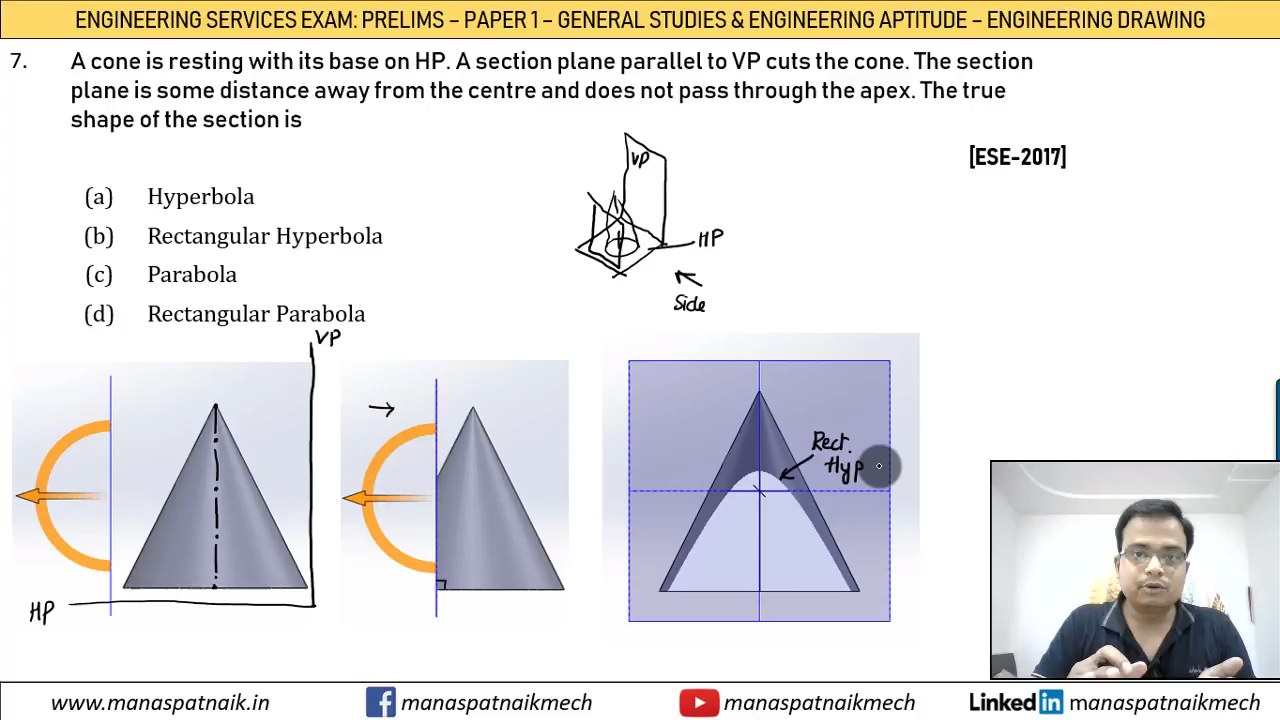 ENGINEERING SERVICES EXAM: PRELIMS – PAPER 1 – GENERAL STUDIES & ENGINEERING APTITUDE – ENGINEERING DRAWING
7. A cone is resting with its base on HP. A section plane parallel to VP cuts the cone. The section
plane is some distance away from the centre and does not pass through the apex. The true
shape of the section is
[ESE-2017]
VP
HP
Side
(a) Hyperbola
(b) Rectangular Hyperbola
(c) Parabola
(d) Rectangular Parabola
VP
HP
Rect.
Hyp
www.manaspatnaik.in
manaspatnaikmech
manaspatnaikmech
Linked in manaspatnaikmech